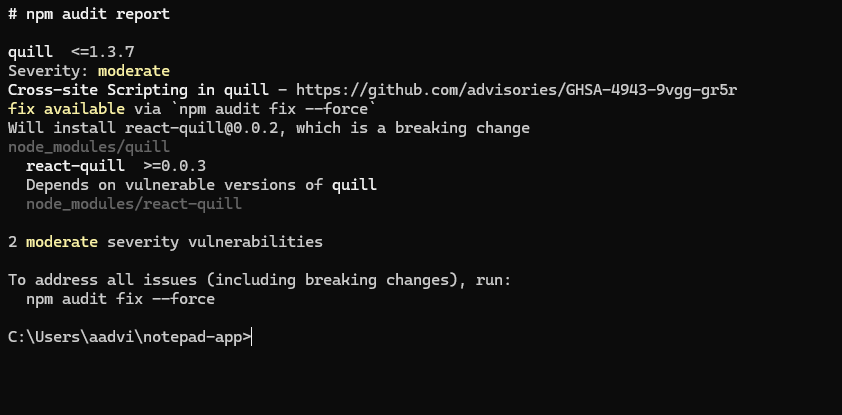 # npm audit report
quill  <=1.3.7
Severity: moderate
Cross-site Scripting in quill - https://github.com/advisories/GHSA-4943-9vgg-gr5r
fix available via `npm audit fix --force`
Will install react-quill@0.0.2, which is a breaking change
node_modules/quill
  react-quill  >=0.0.3
  Depends on vulnerable versions of quill
  node_modules/react-quill
2 moderate severity vulnerabilities
To address all issues (including breaking changes), run:
  npm audit fix --force
C:\Users\aadvi\notepad-app>